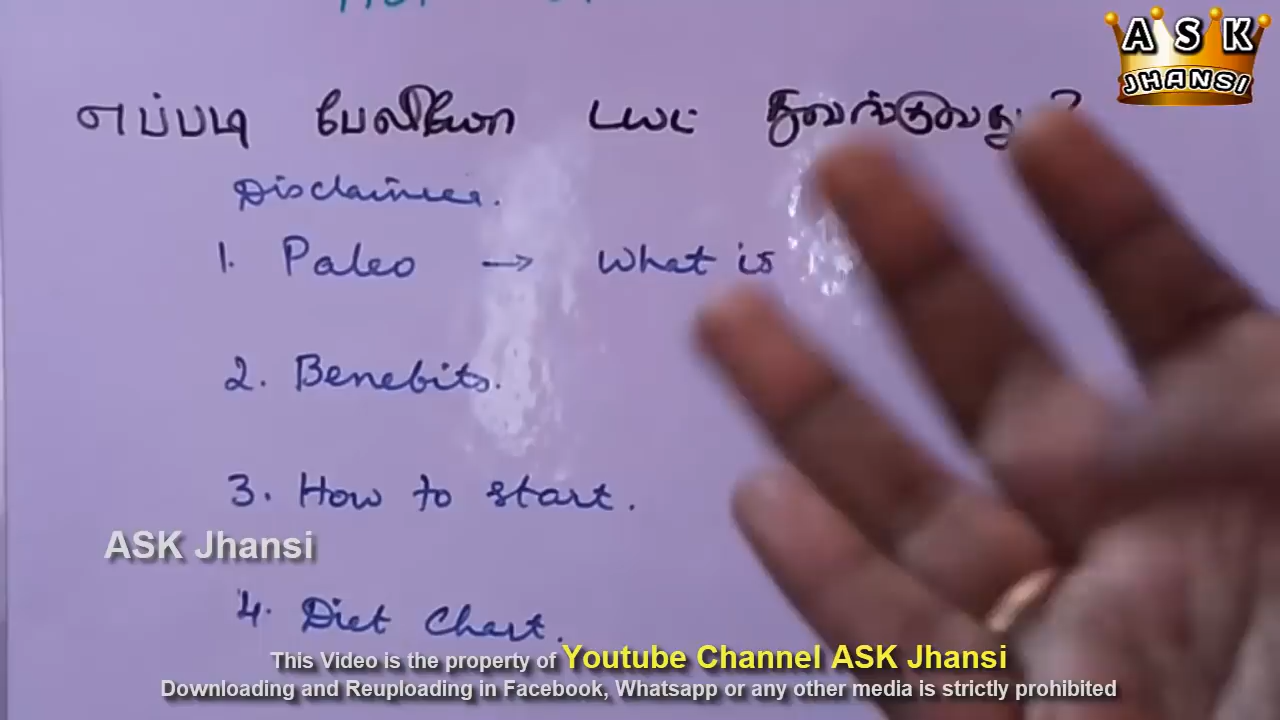 A S K
JHANSI
எப்படி பேலியோ டயட் துவங்குவது ?
Disclaimer.
1. Paleo → What is
2. Benebits.
3. How to start.
ASK Jhansi
4. Diet Chart.
This Video is the property of Youtube Channel ASK Jhansi
Downloading and Reuploading in Facebook, Whatsapp or any other media is strictly prohibited